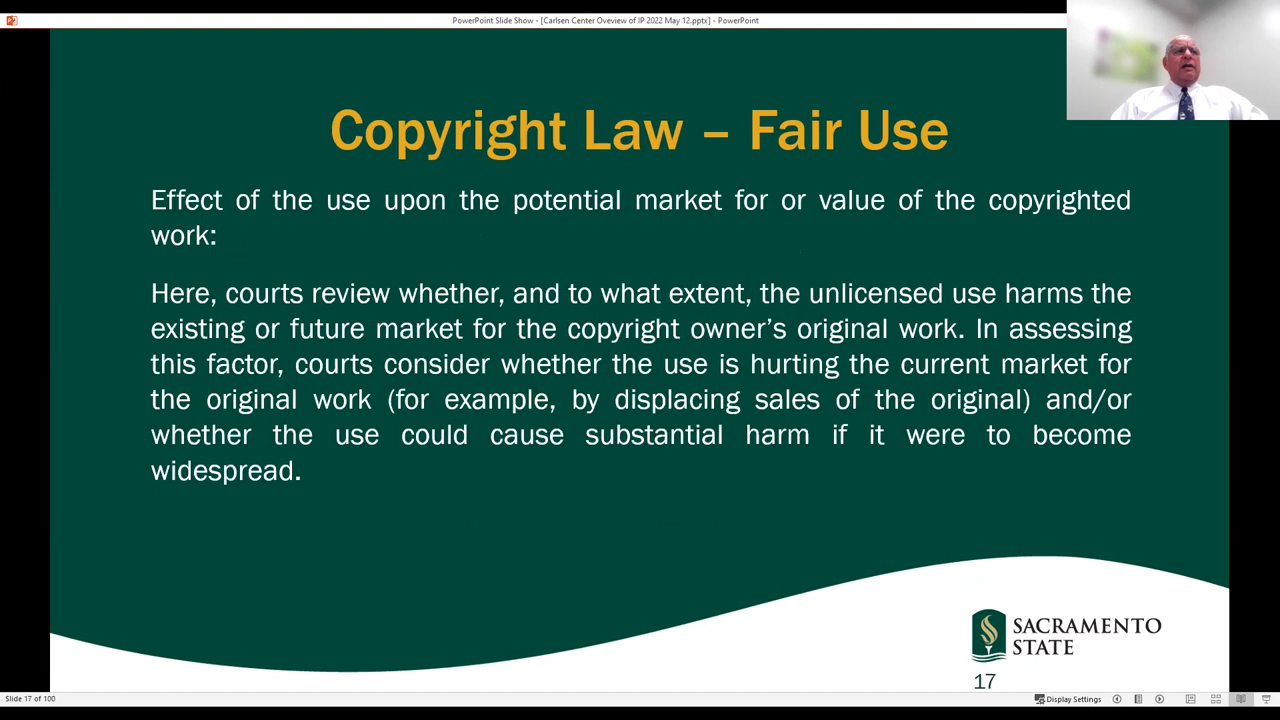 PowerPoint Slide Show - [Carlsen Center Oveview of IP 2022 May 12.pptx] - PowerPoint
Copyright Law – Fair Use
Effect of the use upon the potential market for or value of the copyrighted
work:
Here, courts review whether, and to what extent, the unlicensed use harms the
existing or future market for the copyright owner’s original work. In assessing
this factor, courts consider whether the use is hurting the current market for
the original work (for example, by displacing sales of the original) and/or
whether the use could cause substantial harm if it were to become
widespread.
SACRAMENTO
STATE
17
Slide 17 of 100
Display Settings